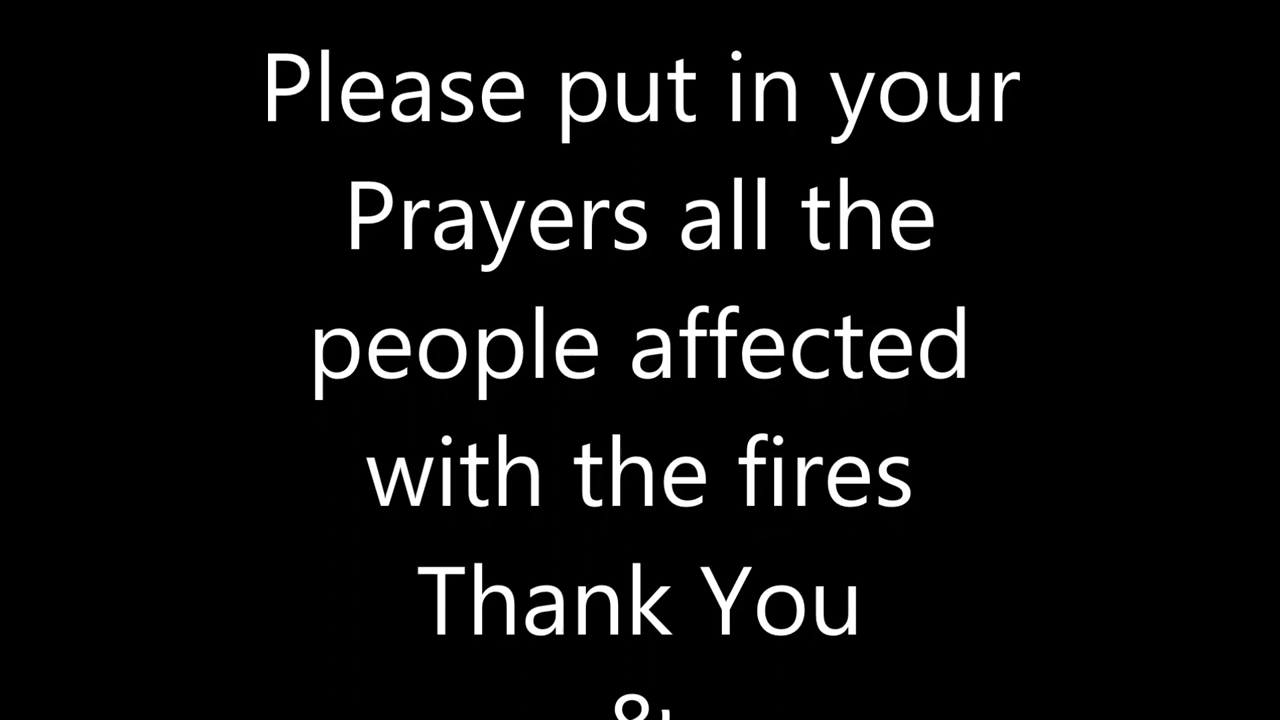 Please put in your
Prayers all the
people affected
with the fires
Thank You
&